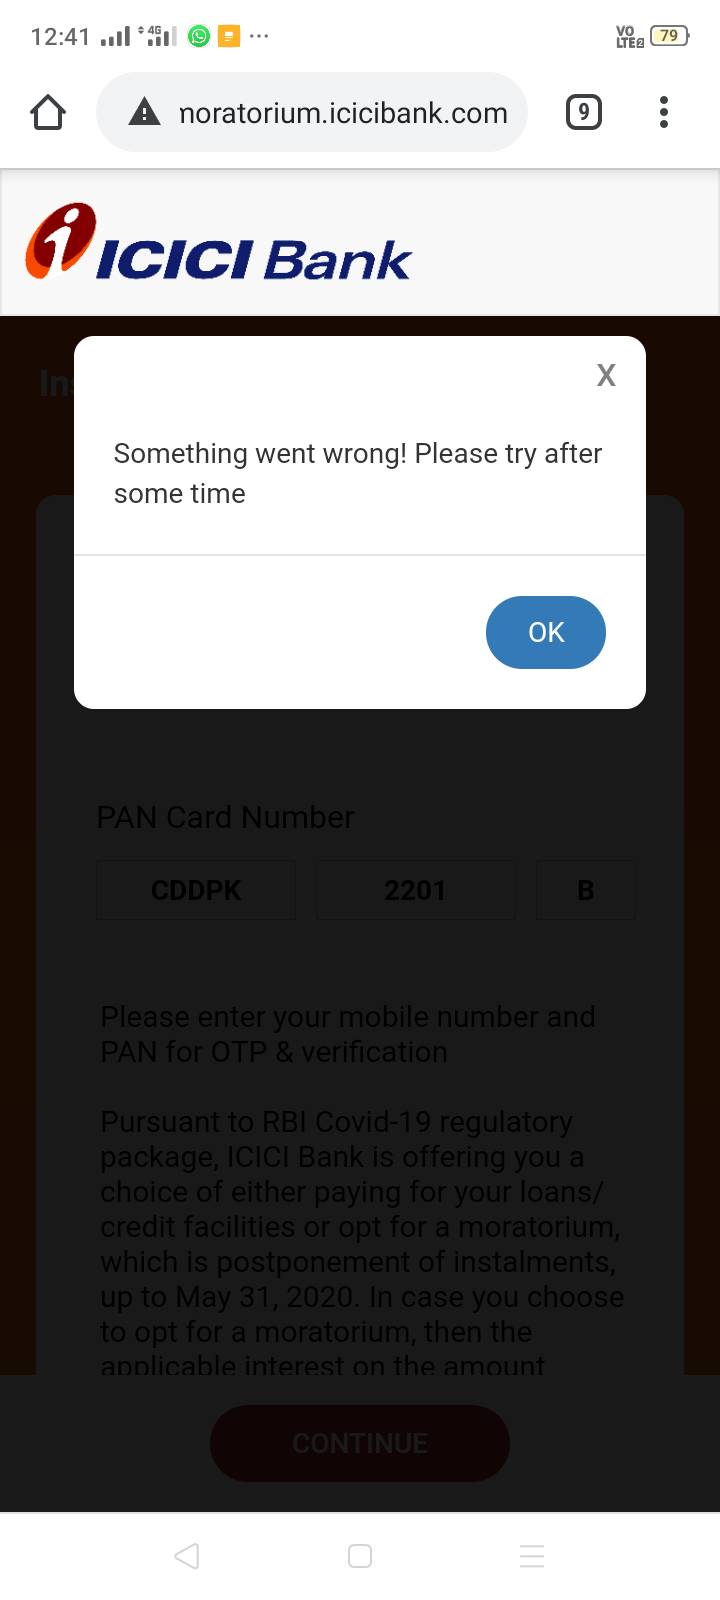 12:41
4G
VO
LTE2
79
noratorium.icicibank.com
9
ICICI Bank
In
X
Something went wrong! Please try after
some time
OK
PAN Card Number
CDDPK 2201 B
Please enter your mobile number and
PAN for OTP & verification
Pursuant to RBI Covid-19 regulatory
package, ICICI Bank is offering you a
choice of either paying for your loans/
credit facilities or opt for a moratorium,
which is postponement of instalments,
up to May 31, 2020. In case you choose
to opt for a moratorium, then the
applicable interest on the amount
CONTINUE